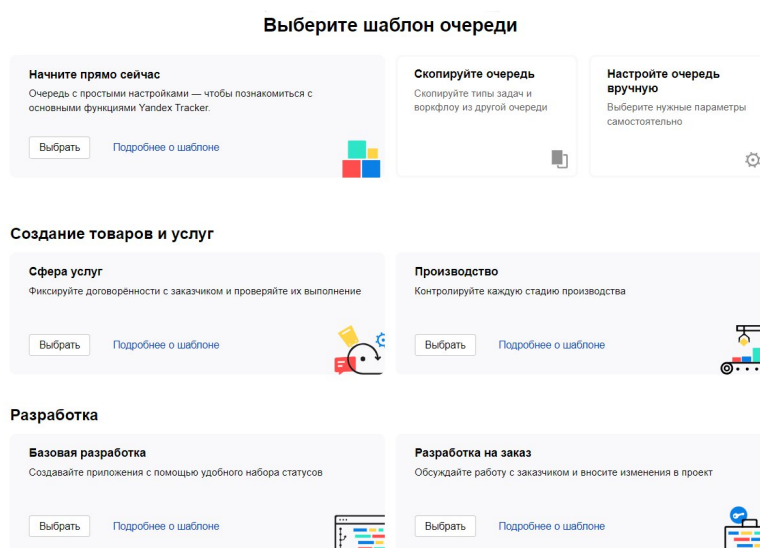 Выберите шаблон очереди
Начните прямо сейчас
Очередь с простыми настройками — чтобы познакомиться с
основными функциями Yandex Tracker.
Выбрать
Подробнее о шаблоне
Скопируйте очередь
Скопируйте типы задач и
воркфлоу из другой очереди
Настройте очередь
вручную
Выберите нужные параметры
самостоятельно
Создание товаров и услуг
Сфера услуг
Фиксируйте договорённости с заказчиком и проверяйте их выполнение
Выбрать
Подробнее о шаблоне
Производство
Контролируйте каждую стадию производства
Выбрать
Подробнее о шаблоне
Разработка
Базовая разработка
Создавайте приложения с помощью удобного набора статусов
Выбрать
Подробнее о шаблоне
Разработка на заказ
Обсуждайте работу с заказчиком и вносите изменения в проект
Выбрать
Подробнее о шаблоне